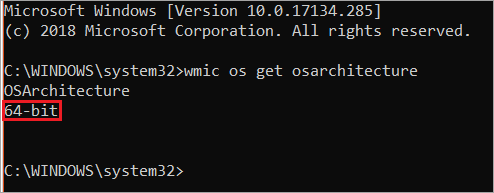 Microsoft Windows [Version 10.0.17134.285]
(c) 2018 Microsoft Corporation. All rights reserved.
C:\WINDOWS\system32>wmic os get osarchitecture
OSArchitecture
64-bit
C:\WINDOWS\system32>